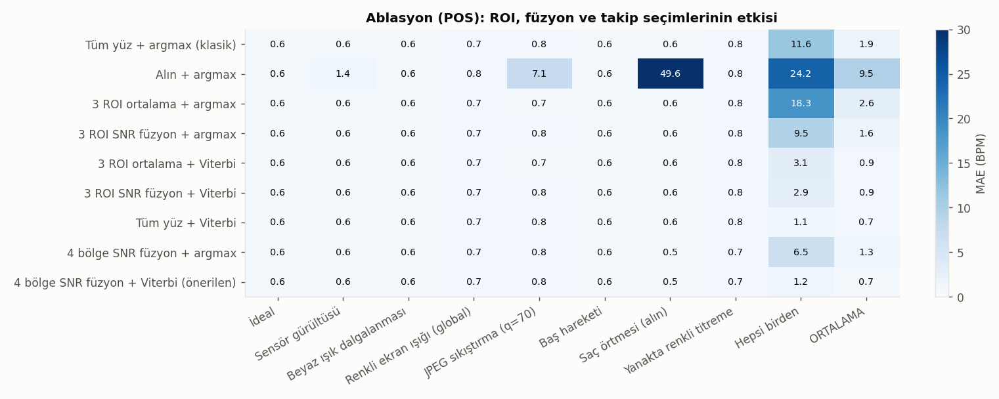 Ablasyon (POS): ROI, füzyon ve takip seçimlerinin etkisi
Tüm yüz + argmax (klasik) 0.6 0.6 0.6 0.7 0.8 0.6 0.6 0.8 11.6 1.9
Alın + argmax 0.6 1.4 0.6 0.8 7.1 0.6 49.6 0.8 24.2 9.5
3 ROI ortalama + argmax 0.6 0.6 0.6 0.7 0.7 0.6 0.6 0.8 18.3 2.6
3 ROI SNR füzyon + argmax 0.6 0.6 0.6 0.7 0.8 0.6 0.6 0.8 9.5 1.6
3 ROI ortalama + Viterbi 0.6 0.6 0.6 0.7 0.7 0.6 0.6 0.8 3.1 0.9
3 ROI SNR füzyon + Viterbi 0.6 0.6 0.6 0.7 0.8 0.6 0.6 0.8 2.9 0.9
Tüm yüz + Viterbi 0.6 0.6 0.6 0.7 0.8 0.6 0.6 0.8 1.1 0.7
4 bölge SNR füzyon + argmax 0.6 0.6 0.6 0.7 0.8 0.6 0.5 0.7 6.5 1.3
4 bölge SNR füzyon + Viterbi (önerilen) 0.6 0.6 0.6 0.7 0.8 0.6 0.5 0.7 1.2 0.7
İdeal
Sensör gürültüsü
Beyaz ışık dalgalanması
Renkli ekran ışığı (global)
JPEG sıkıştırma (q=70)
Baş hareketi
Saç örtmesi (alın)
Yanakta renkli titreme
Hepsi birden
ORTALAMA
30
25
20
15
10
5
0
MAE (BPM)